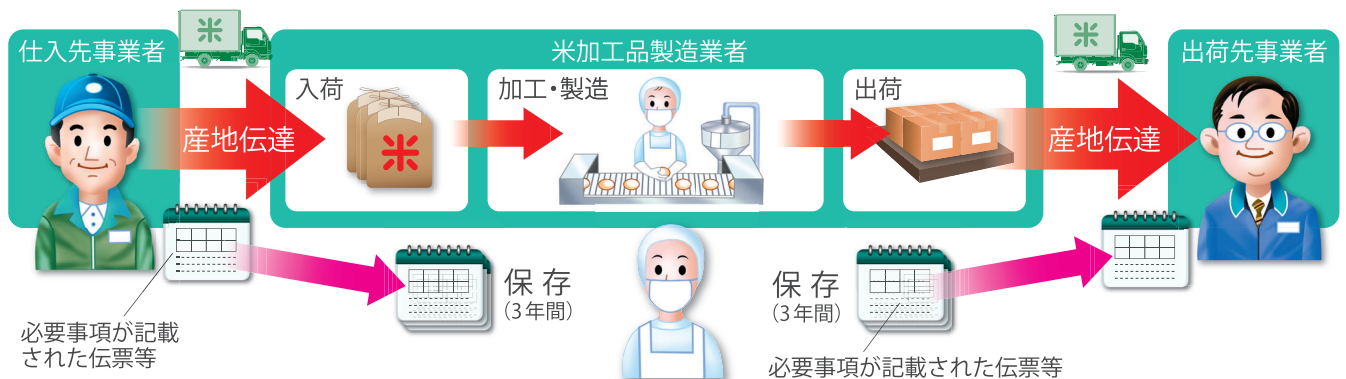 米
米
仕入先事業者
米加工品製造業者
出荷先事業者
入荷
加工・製造
出荷
産地伝達
米
産地伝達
保存
(3年間)
保存
(3年間)
必要事項が記載
された伝票等
必要事項が記載された伝票等